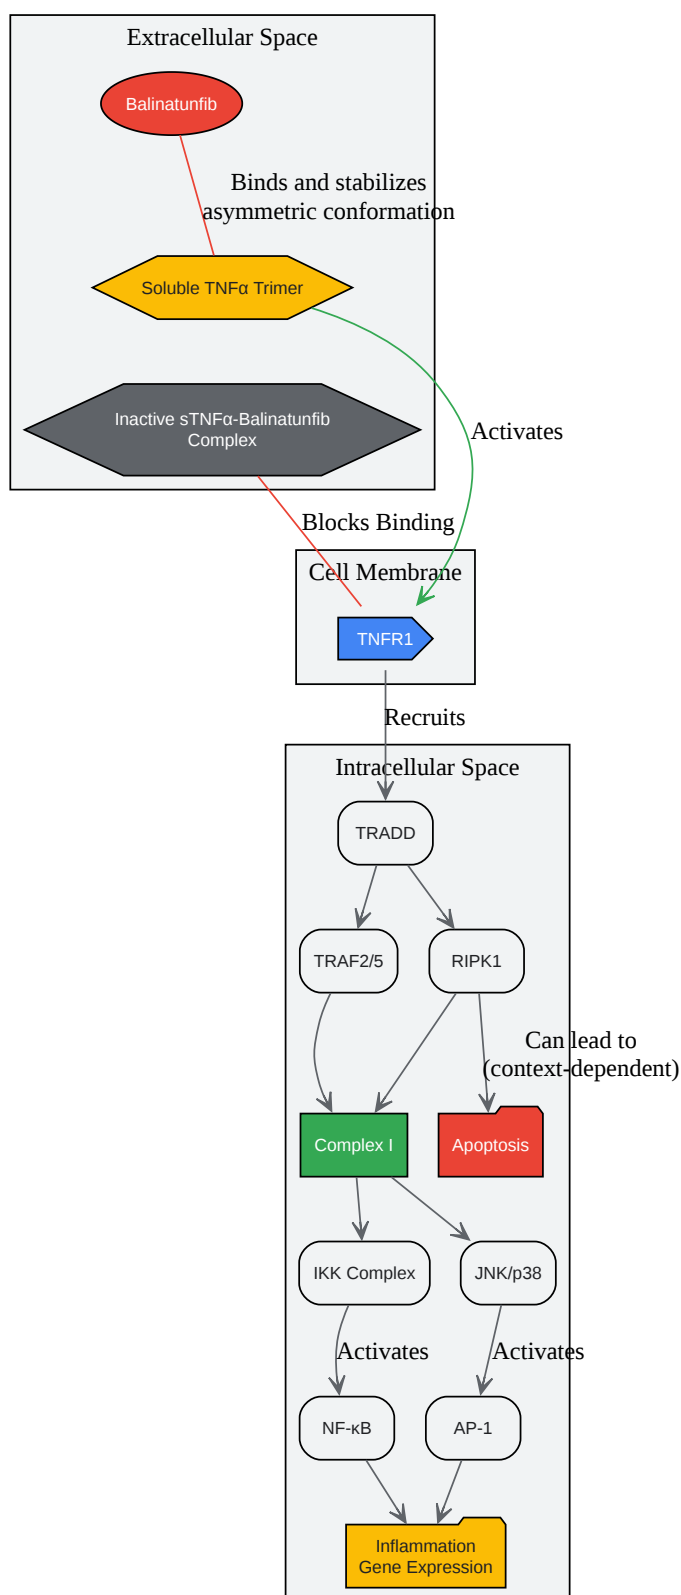 Extracellular Space
Balinatunfib
Binds and stabilizes
asymmetric conformation
Soluble TNFα Trimer
Inactive sTNFα-Balinatunfib
Complex
Activates
Blocks Binding
Cell Membrane
TNFR1
Recruits
Intracellular Space
TRADD
TRAF2/5
RIPK1
Can lead to
(context-dependent)
Complex I
Apoptosis
IKK Complex
JNK/p38
Activates
Activates
NF-κB
AP-1
Inflammation
Gene Expression